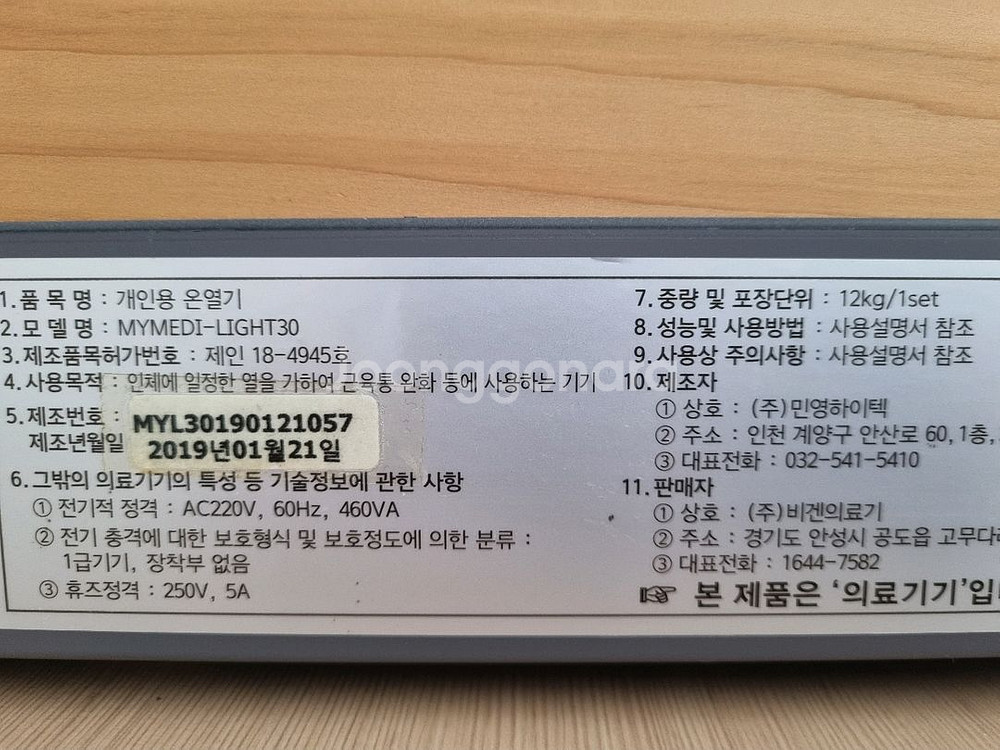 1. 품 목 명 : 개인용 온열기
2. 모 델 명 : MYMEDI-LIGHT30
3. 제조품목허가번호 : 제인 18-4945호
4. 사용목적 : 인체에 일정한 열을 가하여 근육통 완화 등에 사용하는 기기
5. 제조번호 : MYL30190121057
제조년월일 2019년01월21일
6. 그밖의 의료기기의 특성 등 기술정보에 관한 사항
① 전기적 정격 : AC220V, 60Hz, 460VA
② 전기 충격에 대한 보호형식 및 보호정도에 의한 분류 :
1급기기, 장착부 없음
③ 휴즈정격 : 250V, 5A
7. 중량 및 포장단위 : 12kg/1set
8. 성능및 사용방법 : 사용설명서 참조
9. 사용상 주의사항 : 사용설명서 참조
10. 제조자
① 상호 : (주)민영하이텍
② 주소 : 인천 계양구 안산로 60, 1층,
③ 대표전화 : 032-541-5410
11. 판매자
① 상호 : (주)비겐의료기
② 주소 : 경기도 안성시 공도읍 고무다
③ 대표전화 : 1644-7582
☞ 본 제품은 ‘의료기기’입
joonggonara